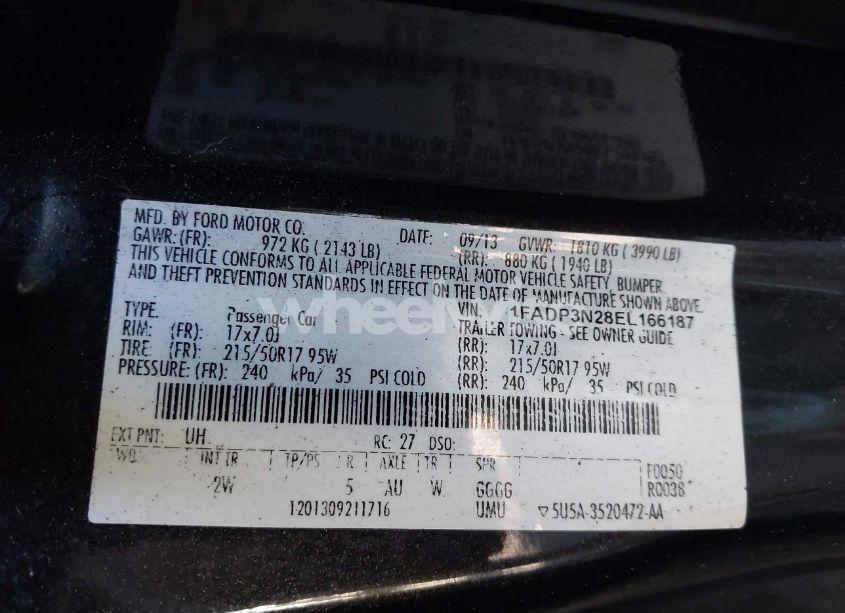 MFD. BY FORD MOTOR CO. DATE: 09/13 GVWR: 1810 KG ( 3990 LB)
GAWR: (FR): 972 KG ( 2143 LB) (RR): 880 KG ( 1940 LB)
THIS VEHICLE CONFORMS TO ALL APPLICABLE FEDERAL MOTOR VEHICLE SAFETY, BUMPER,
AND THEFT PREVENTION STANDARDS IN EFFECT ON THE DATE OF MANUFACTURE SHOWN ABOVE.
VIN: 1FADP3N28EL166187
TYPE: Passenger Car TRAILER TOWING - SEE OWNER GUIDE
RIM: (FR): 17x7.0J (RR): 17x7.0J
TIRE: (FR): 215/50R17 95W (RR): 215/50R17 95W
PRESSURE: (FR): 240 kPa/ 35 PSI COLD (RR): 240 kPa/ 35 PSI COLD
EXT PNT: UH RC: 27 DSO:
WB INT TR TP/PS R AXLE TR SPR F0050
2W 5 AU W GGGG R0038
1201309211716 UMU ▽5U5A-3520472-AA